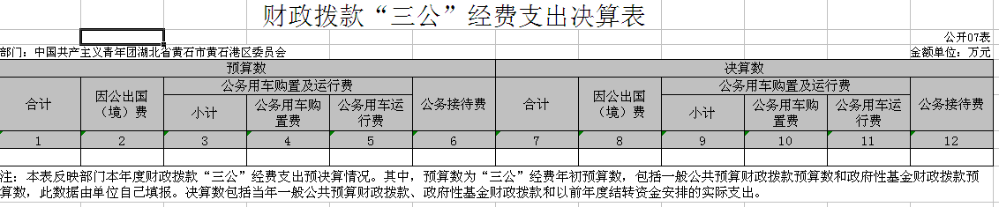 财政拨款“三公”经费支出决算表
公开07表
部门：中国共产主义青年团湖北省黄石市黄石港区委员会 金额单位：万元
预算数 决算数
合计 因公出国（境）费 公务用车购置及运行费 公务接待费 合计 因公出国（境）费 公务用车购置及运行费 公务接待费
小计 公务用车购置费 公务用车运行费 小计 公务用车购置费 公务用车运行费
1 2 3 4 5 6 7 8 9 10 11 12
注：本表反映部门本年度财政拨款“三公”经费支出预决算情况。其中，预算数为“三公”经费年初预算数，包括一般公共预算财政拨款预算数和政府性基金财政拨款预
算数，此数据由单位自己填报。决算数包括当年一般公共预算财政拨款、政府性基金财政拨款和以前年度结转资金安排的实际支出。